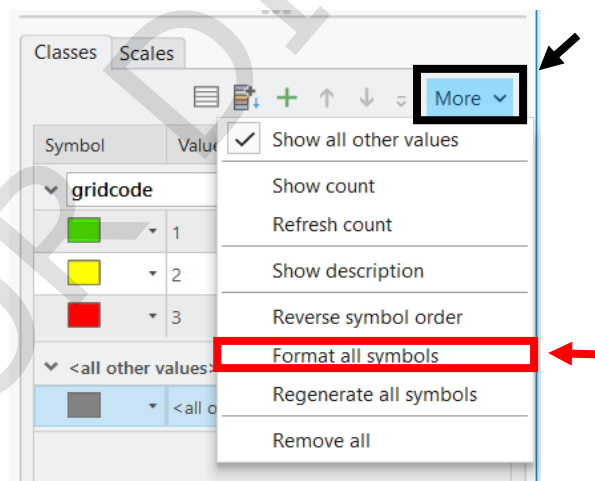 Classes Scales
More
Symbol Value
Show all other values
gridcode
Show count
1
Refresh count
2
Show description
3
Reverse symbol order
<all other values>
Format all symbols
<all o
Regenerate all symbols
Remove all